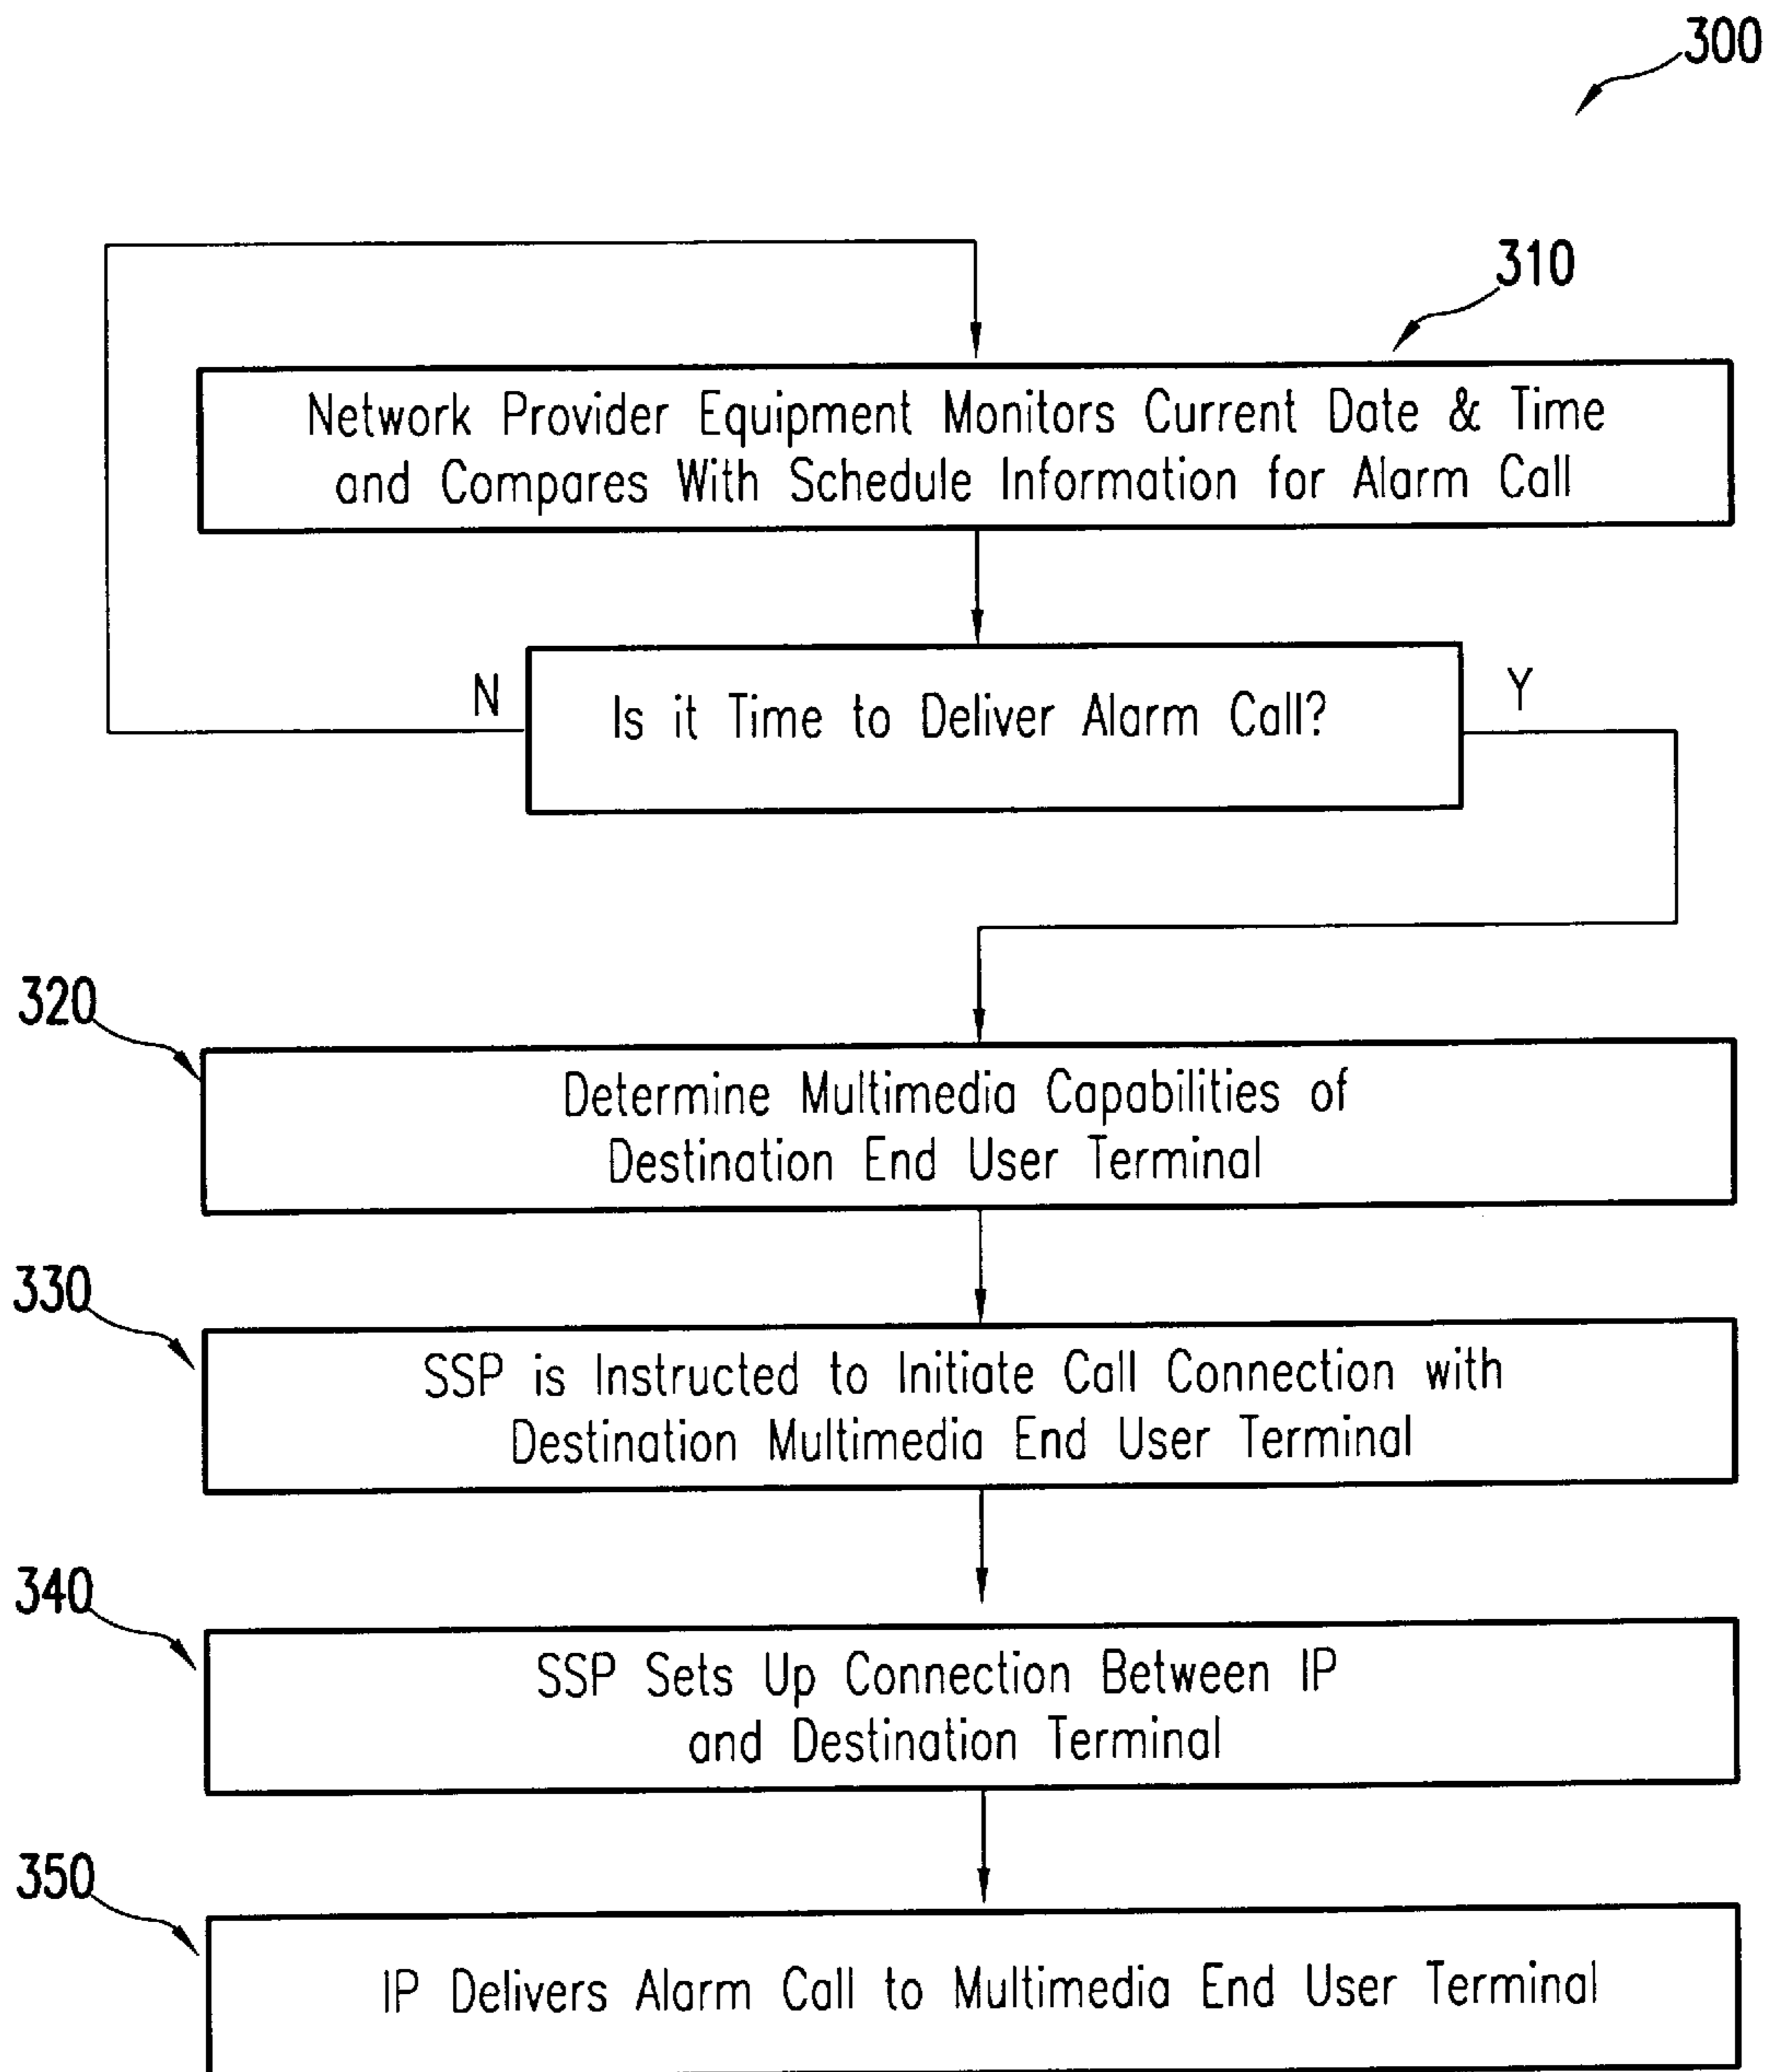 300
310
Network Provider Equipment Monitors Current Date & Time
and Compares With Schedule Information for Alarm Call
N
Is it Time to Deliver Alarm Call?
Y
320
Determine Multimedia Capabilities of
Destination End User Terminal
330
SSP is Instructed to Initiate Call Connection with
Destination Multimedia End User Terminal
340
SSP Sets Up Connection Between IP
and Destination Terminal
350
IP Delivers Alarm Call to Multimedia End User Terminal